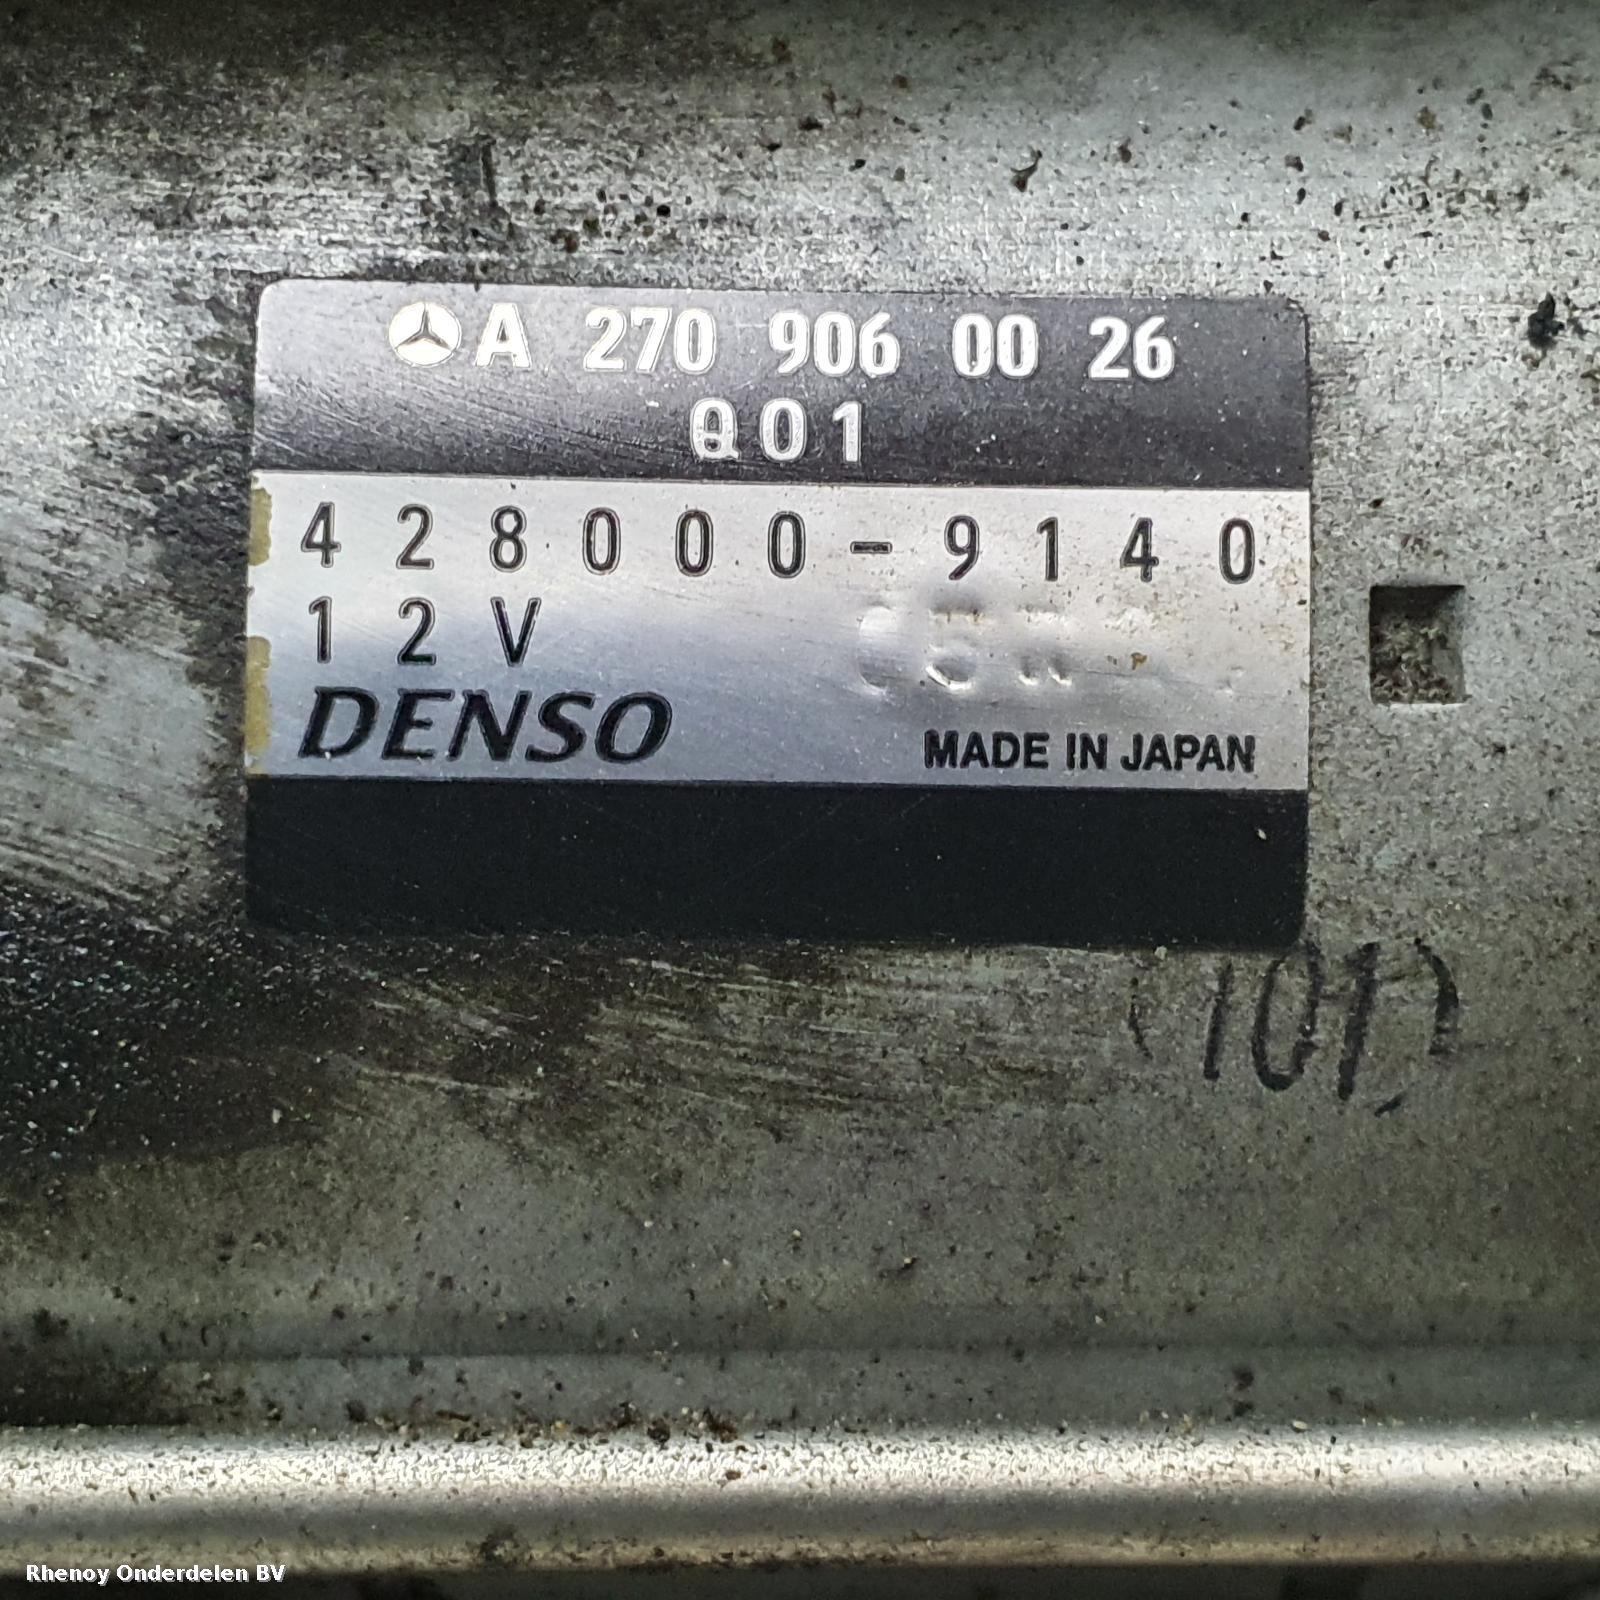 A 270 906 00 26
Q01
428000-9140
12V
DENSO
MADE IN JAPAN
(101)
Rhenoy Onderdelen BV